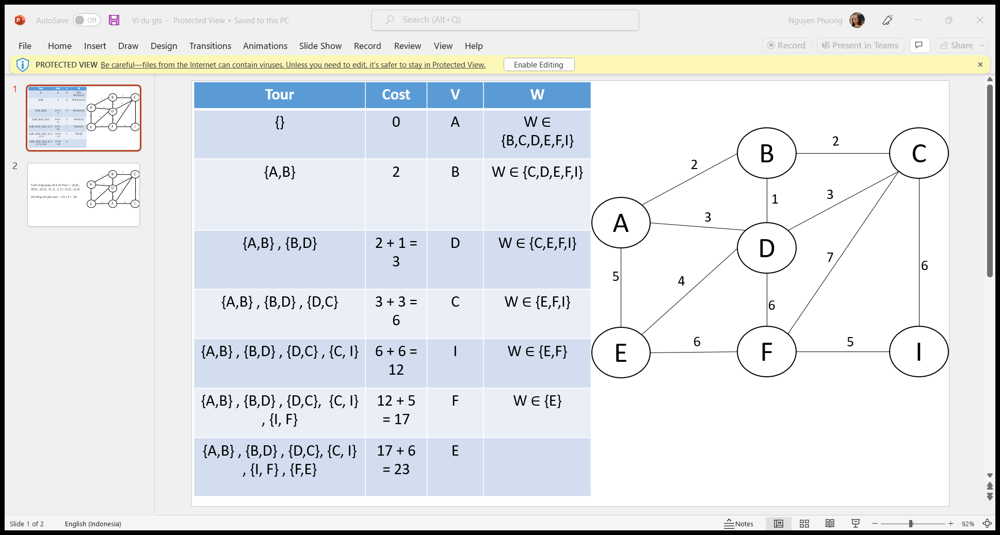 AutoSave Off Ví dụ gts - Protected View • Saved to this PC Search (Alt+Q) Nguyen Phuong
File Home Insert Draw Design Transitions Animations Slide Show Record Review View Help Record Present in Teams Share
PROTECTED VIEW Be careful—files from the Internet can contain viruses. Unless you need to edit, it's safer to stay in Protected View. Enable Editing
1
2
Cuối cùng quay về A có Tour = {A,B} ,
{B,D} , {D,C}, {C, I} , {I, F} , {F,E} , {E,A}
Với tổng chi phí cost = 23 + 5 = 28
Tour Cost V W
{} 0 A W ∈
{B,C,D,E,F,I}
{A,B} 2 B W ∈ {C,D,E,F,I}
{A,B} , {B,D} 2 + 1 = D W ∈ {C,E,F,I}
3
{A,B} , {B,D} , {D,C} 3 + 3 = C W ∈ {E,F,I}
6
{A,B} , {B,D} , {D,C} , {C, I} 6 + 6 = I W ∈ {E,F}
12
{A,B} , {B,D} , {D,C}, {C, I} 12 + 5 F W ∈ {E}
, {I, F} = 17
{A,B} , {B,D} , {D,C}, {C, I} 17 + 6 E
, {I, F} , {F,E} = 23
B 2 C
2
1
3
A 3
D
7
6
5
4
6
E 6 F 5 I
Slide 1 of 2 English (Indonesia) Notes 92%